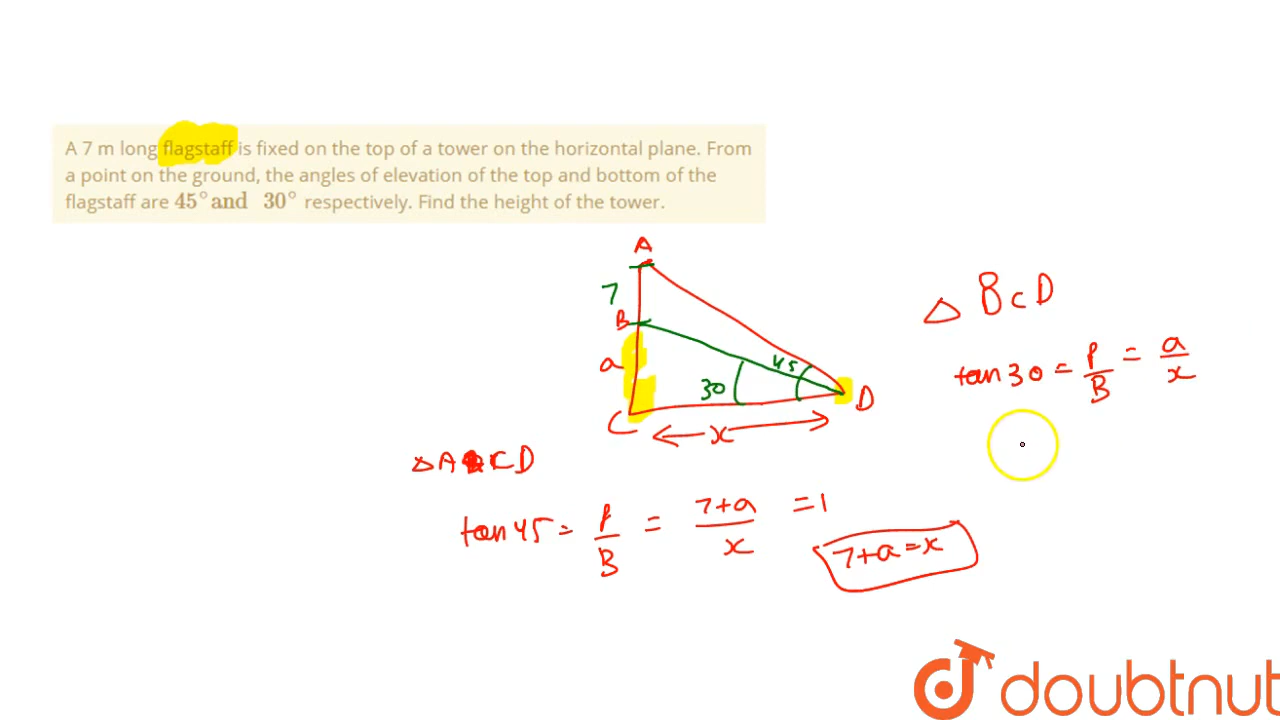 A 7 m long flagstaff is fixed on the top of a tower on the horizontal plane. From
a point on the ground, the angles of elevation of the top and bottom of the
flagstaff are 45° and 30° respectively. Find the height of the tower.
A
7
B
a
45
30
C
D
x
△ BCD
tan 30 = P/B = a/x
△ A CD
tan 45 = P/B = 7+a/x = 1
7+a=x
doubtnut